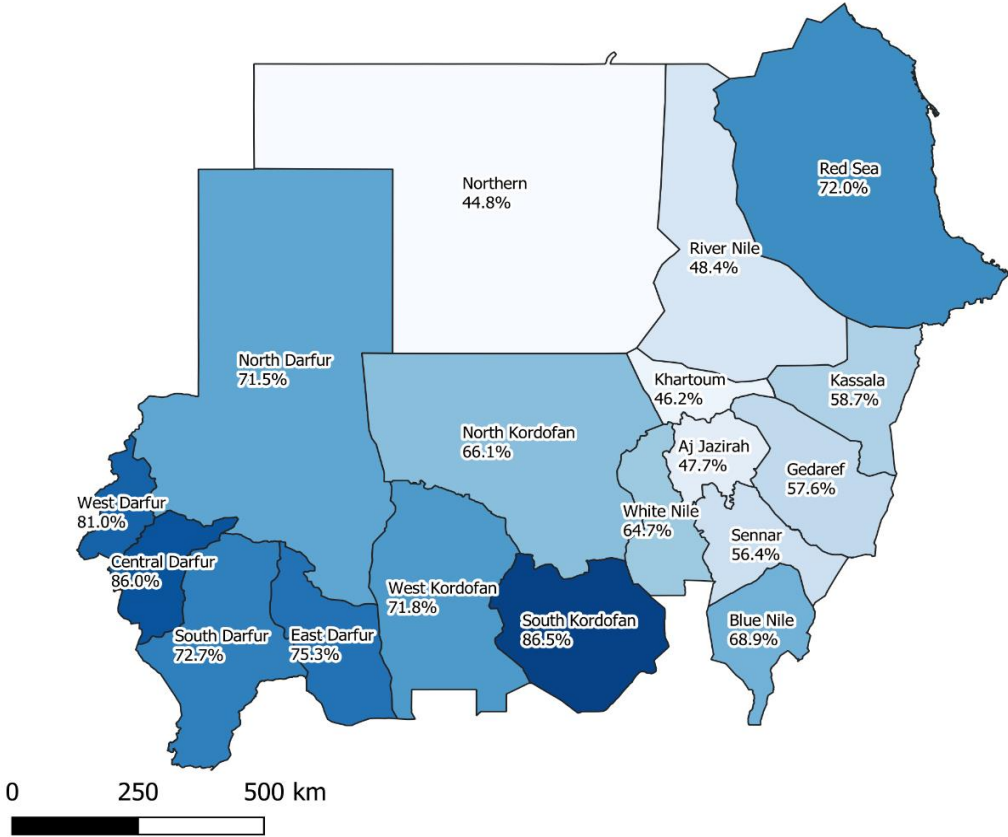 Red Sea
72.0%
Northern
44.8%
River Nile
48.4%
North Darfur
71.5%
Khartoum
46.2%
Kassala
58.7%
North Kordofan
66.1%
Aj Jazirah
47.7%
Gedaref
57.6%
West Darfur
81.0%
White Nile
64.7%
Sennar
56.4%
Central Darfur
86.0%
West Kordofan
71.8%
South Kordofan
86.5%
Blue Nile
68.9%
South Darfur
72.7%
East Darfur
75.3%
0 250 500 km